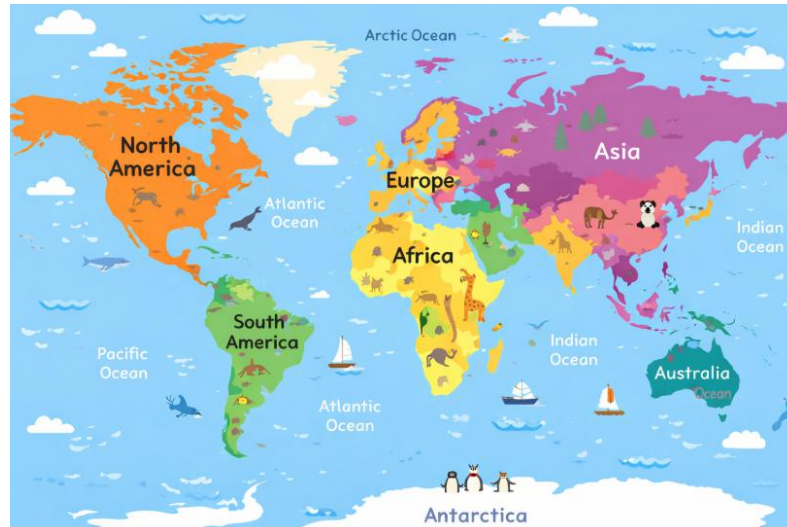 Arctic Ocean
North
America
Asia
Europe
Atlantic
Ocean
Indian
Ocean
Africa
South
America
Pacific
Ocean
Indian
Ocean
Australia
Ocean
Atlantic
Ocean
Antarctica